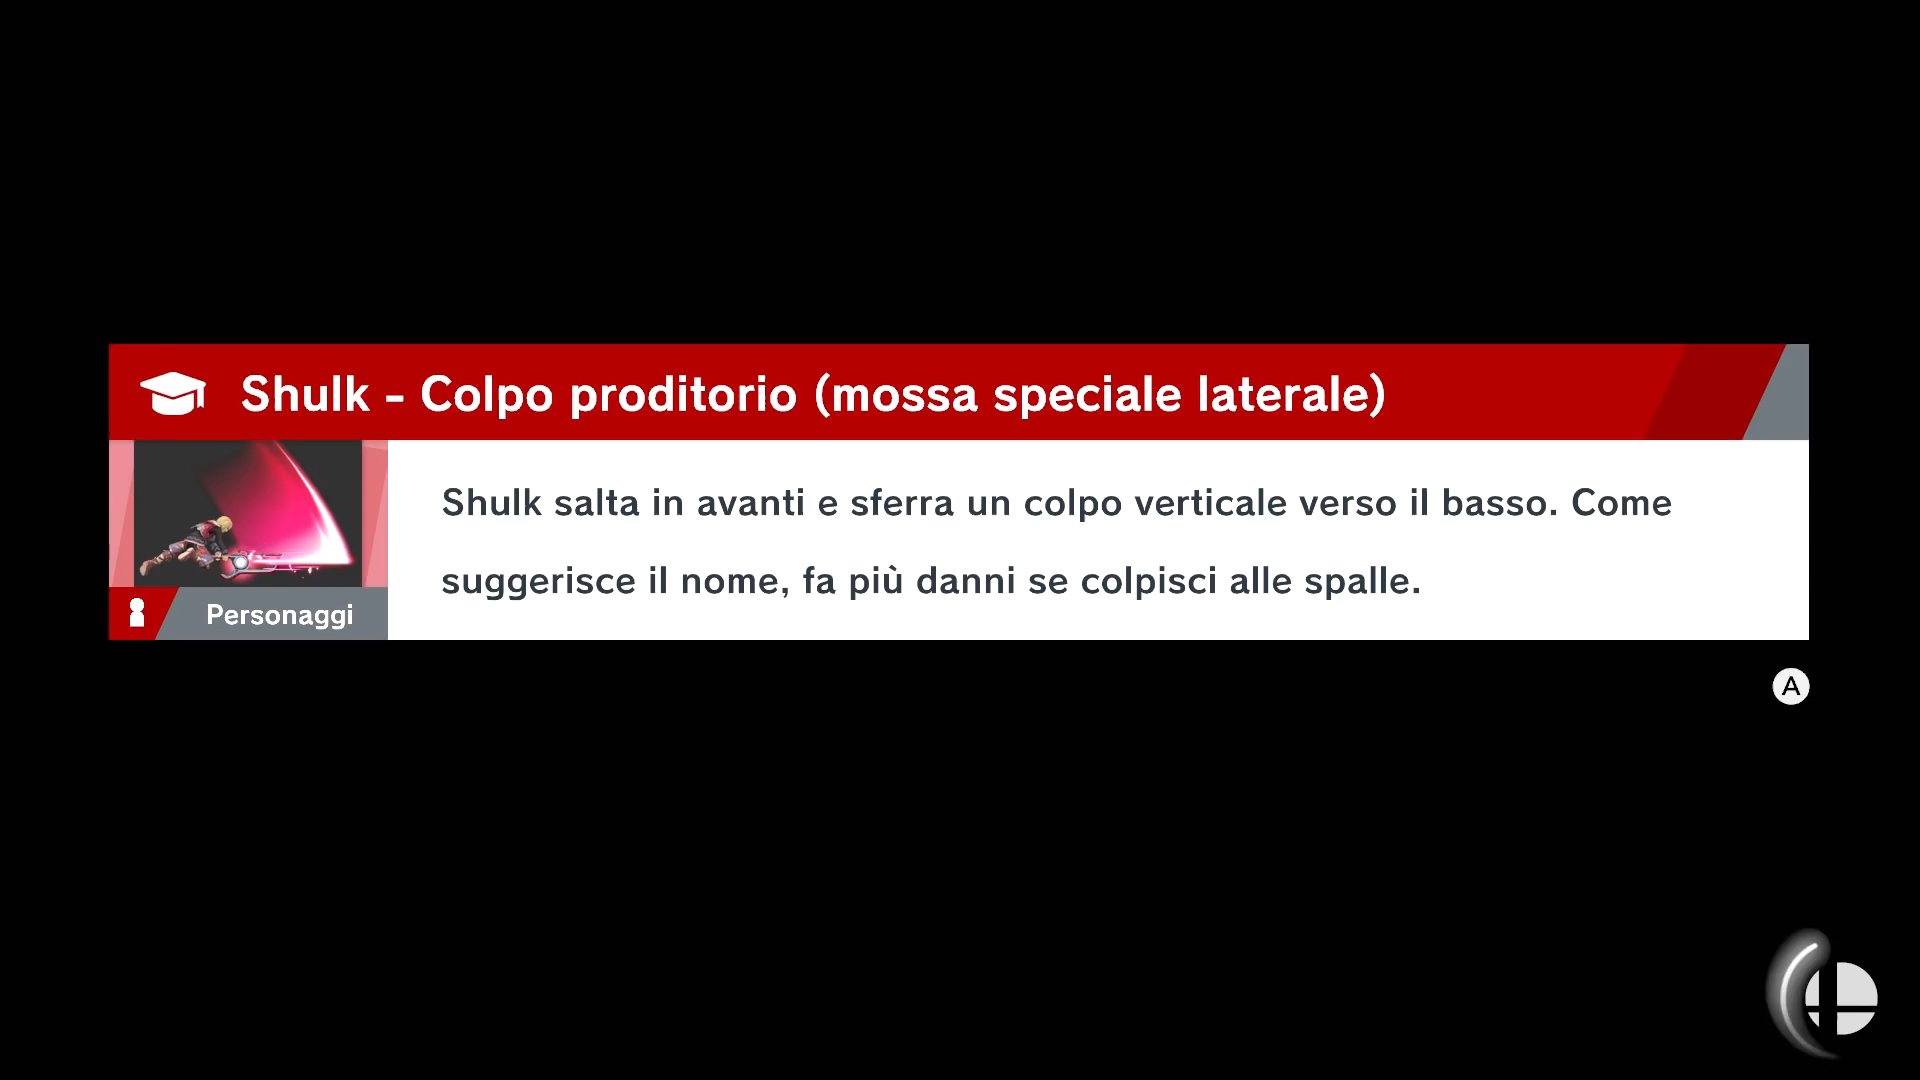 Shulk - Colpo proditorio (mossa speciale laterale)
Shulk salta in avanti e sferra un colpo verticale verso il basso. Come
suggerisce il nome, fa più danni se colpisci alle spalle.
Personaggi
A